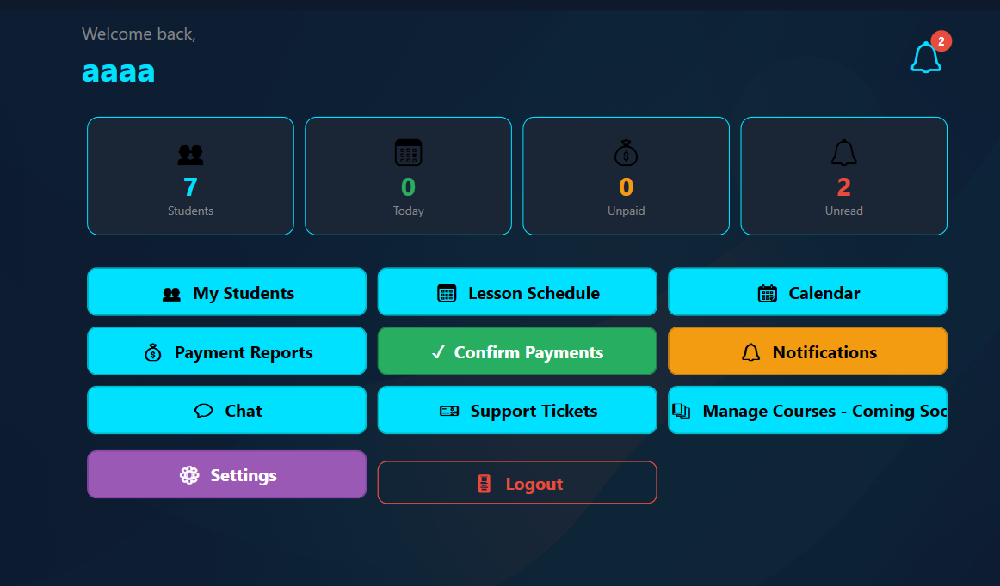 Welcome back,
aaaa
2
7
Students
0
Today
0
Unpaid
2
Unread
My Students
Lesson Schedule
Calendar
Payment Reports
✓ Confirm Payments
Notifications
Chat
Support Tickets
Manage Courses - Coming Soc
Settings
Logout